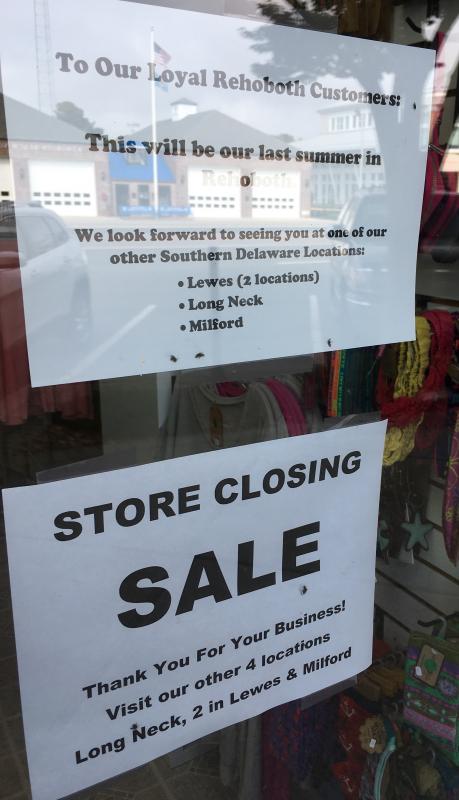 To Our Loyal Rehoboth Customers:
This will be our last summer in
Rehoboth.
We look forward to seeing you at one of our
other Southern Delaware Locations:
• Lewes (2 locations)
• Long Neck
• Milford
STORE CLOSING
SALE
Thank You For Your Business!
Visit our other 4 locations
Long Neck, 2 in Lewes & Milford